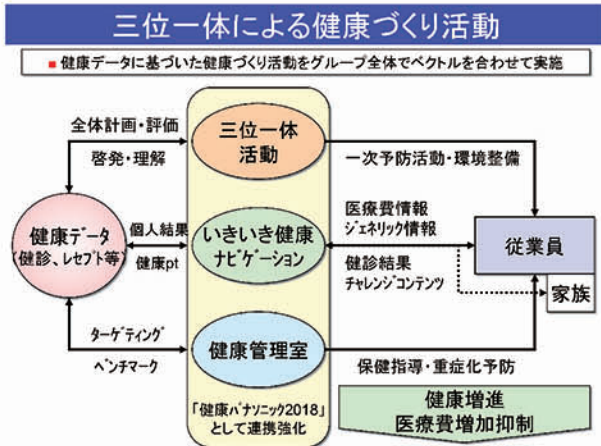 三位一体による健康づくり活動
■ 健康データに基づいた健康づくり活動をグループ全体でベクトルを合わせて実施
全体計画・評価
啓発・理解
三位一体
活動
一次予防活動・環境整備
健康データ
(健診、レセプト等)
個人結果
健康pt
いきいき健康
ナビゲーション
医療費情報
ジェネリック情報
健診結果
チャレンジコンテンツ
従業員
家族
ターゲティング
ベンチマーク
健康管理室
保健指導・重症化予防
「健康パナソニック2018」
として連携強化
健康増進
医療費増加抑制